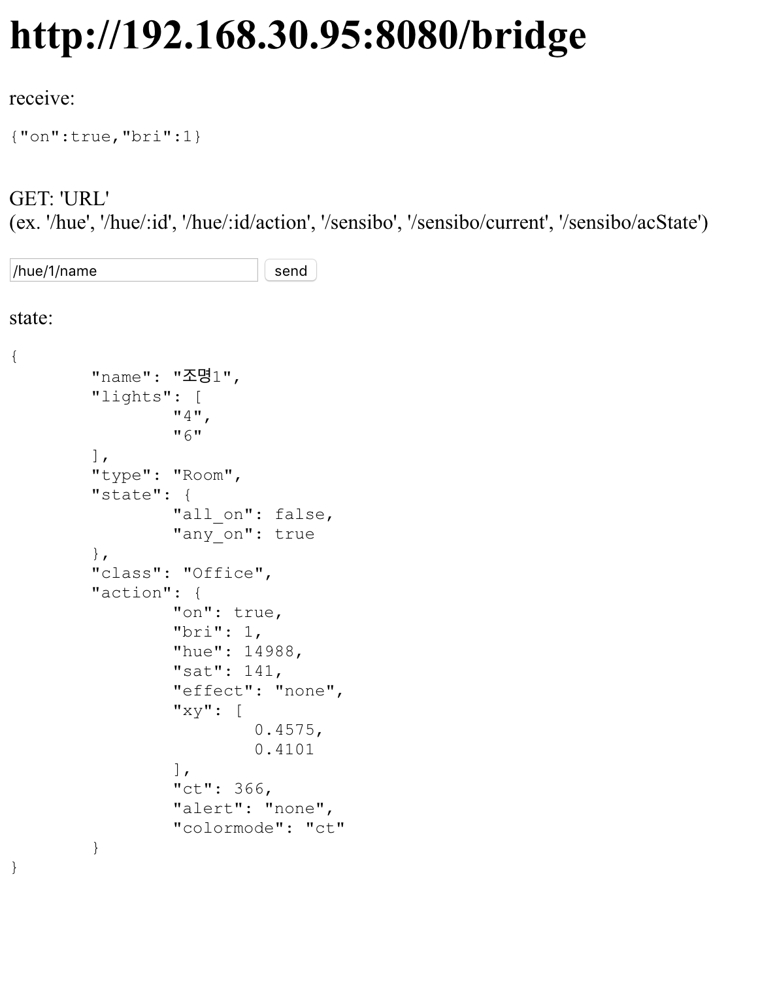 http://192.168.30.95:8080/bridge
receive:
{"on":true,"bri":1}
GET: 'URL'
(ex. '/hue', '/hue/:id', '/hue/:id/action', '/sensibo', '/sensibo/current', '/sensibo/acState')
/hue/1/name send
state:
{
"name": "조명1",
"lights": [
"4",
"6"
],
"type": "Room",
"state": {
"all_on": false,
"any_on": true
},
"class": "Office",
"action": {
"on": true,
"bri": 1,
"hue": 14988,
"sat": 141,
"effect": "none",
"xy": [
0.4575,
0.4101
],
"ct": 366,
"alert": "none",
"colormode": "ct"
}
}